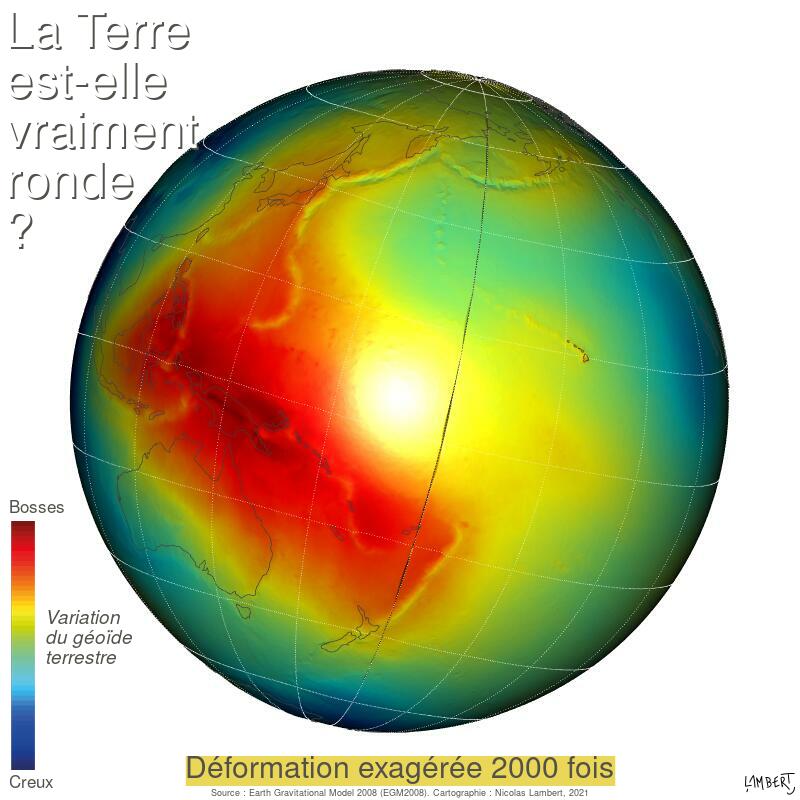 La Terre
est-elle
vraiment
ronde
?
Bosses
Variation
du géoïde
terrestre
Creux
Déformation exagérée 2000 fois
Source : Earth Gravitational Model 2008 (EGM2008). Cartographie : Nicolas Lambert, 2021
LAMBERT